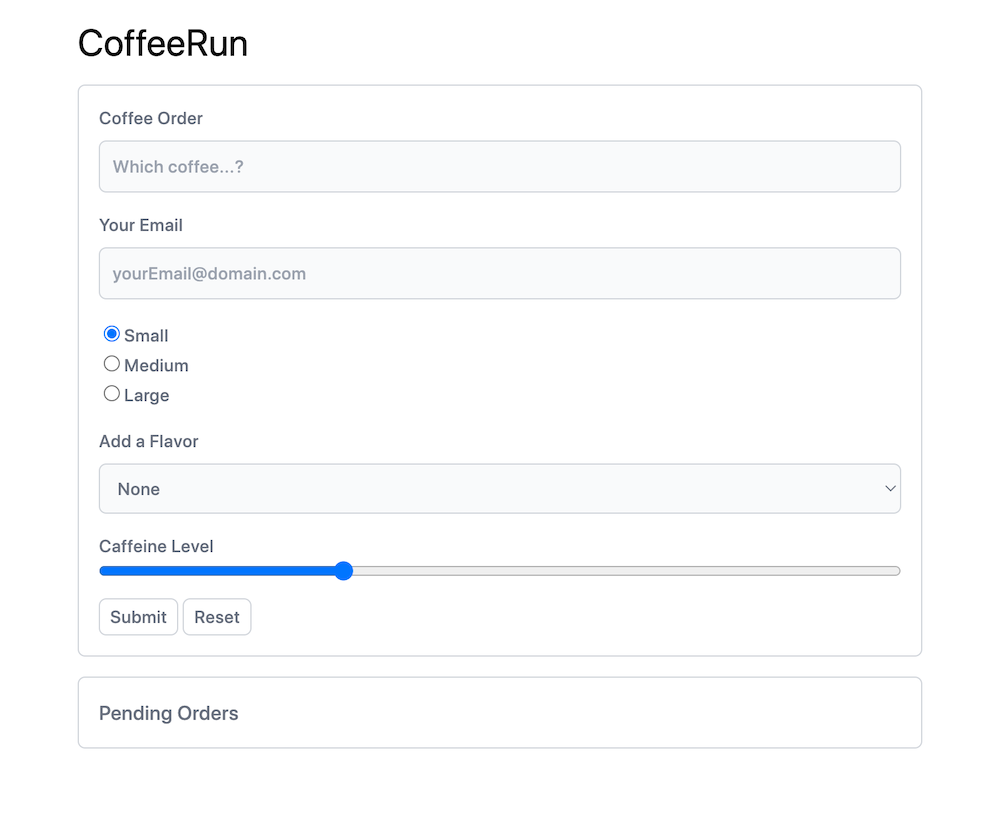 CoffeeRun
Coffee Order
Which coffee...?
Your Email
yourEmail@domain.com
Small
Medium
Large
Add a Flavor
None
Caffeine Level
Submit Reset
Pending Orders